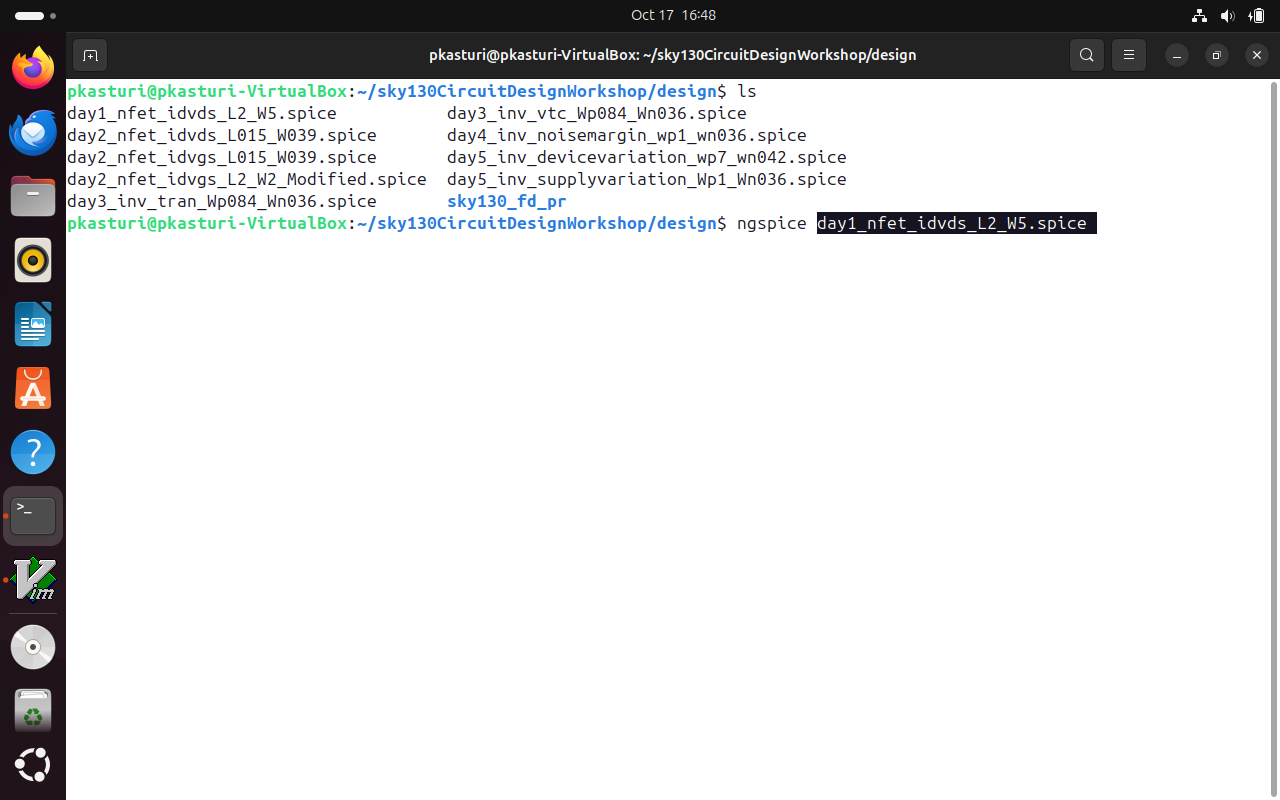 Oct 17 16:48
pkasturi@pkasturi-VirtualBox: ~/sky130CircuitDesignWorkshop/design
pkasturi@pkasturi-VirtualBox:~/sky130CircuitDesignWorkshop/design$ ls
day1_nfet_idvds_L2_W5.spice day3_inv_vtc_Wp084_Wn036.spice
day2_nfet_idvds_L015_W039.spice day4_inv_noisemargin_wp1_wn036.spice
day2_nfet_idvgs_L015_W039.spice day5_inv_devicevariation_wp7_wn042.spice
day2_nfet_idvgs_L2_W2_Modified.spice day5_inv_supplyvariation_Wp1_Wn036.spice
day3_inv_tran_Wp084_Wn036.spice sky130_fd_pr
pkasturi@pkasturi-VirtualBox:~/sky130CircuitDesignWorkshop/design$ ngspice day1_nfet_idvds_L2_W5.spice
A
?
>_
Vim